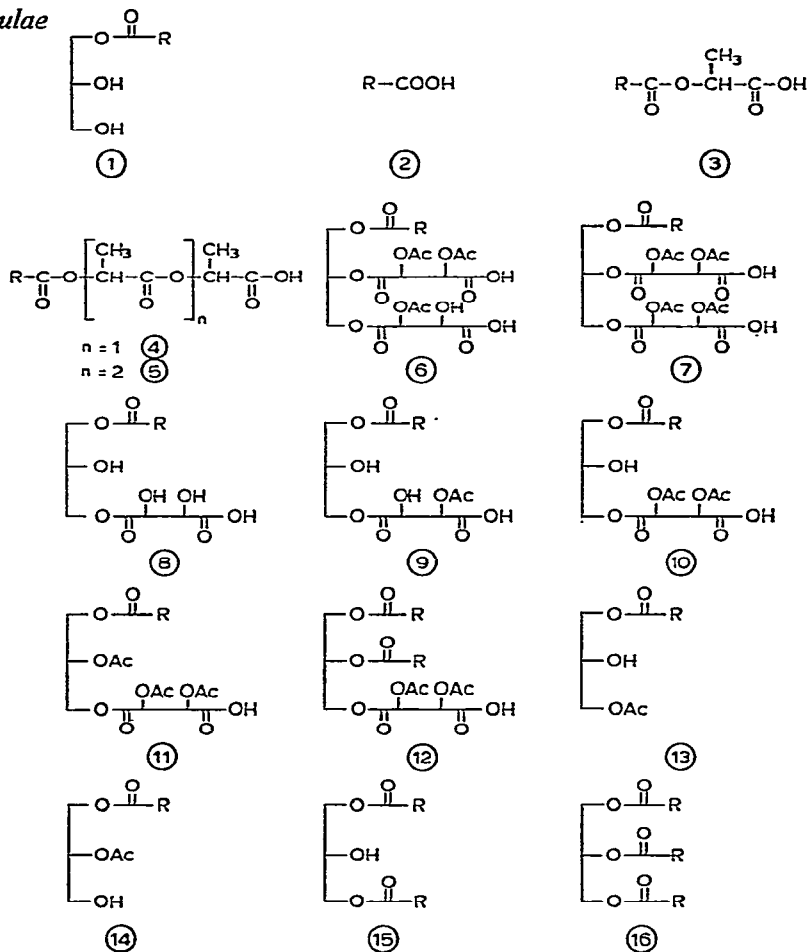 ulae
O
O C R
OH
OH
1
R-COOH
2
CH3
R-C-O-CH-C-OH
O O
3
CH3 CH3
R-C-O CH-C-O CH-C-OH
O O n O
n = 1 4
n = 2 5
O
O C R
OAc OAc
O OH
O O
OAc OH
O OH
O O
6
O
O C R
OAc OAc
O OH
O O
OAc OAc
O OH
O O
7
O
O R
OH
OH OH
O OH
O O
8
O
O R
OH
OH OAc
O OH
O O
9
O
O R
OH
OAc OAc
O OH
O O
10
O
O R
OAc
OAc OAc
O OH
O O
11
O
O R
O
O R
OAc OAc
O OH
O O
12
O
O R
OH
OAc
13
O
O R
OAc
OH
14
O
O R
OH
O
O R
15
O
O R
O
O R
O
O R
16